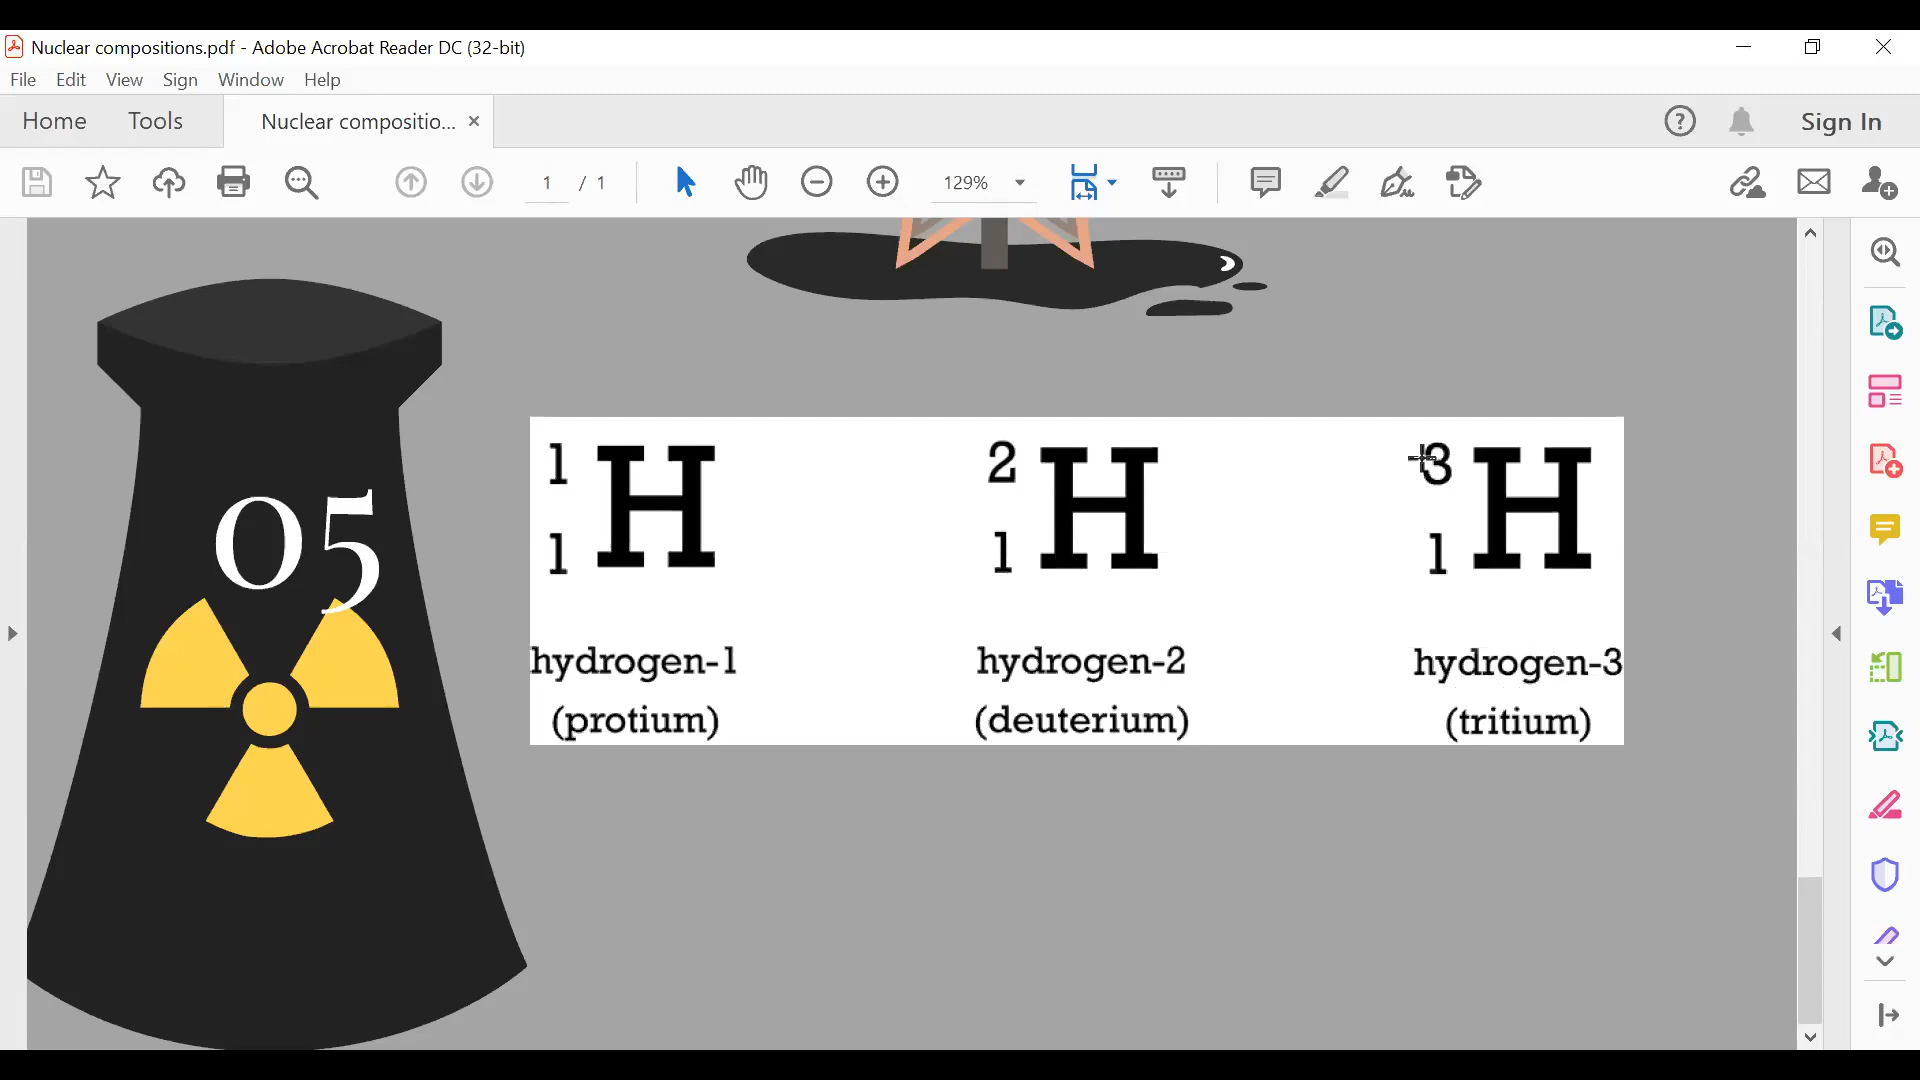 Nuclear compositions.pdf - Adobe Acrobat Reader DC (32-bit)
File Edit View Sign Window Help
Home Tools Nuclear compositio... Sign In
1 / 1 129%
05
1 H 2 H 3 H
1 1 1
hydrogen-1 hydrogen-2 hydrogen-3
(protium) (deuterium) (tritium)